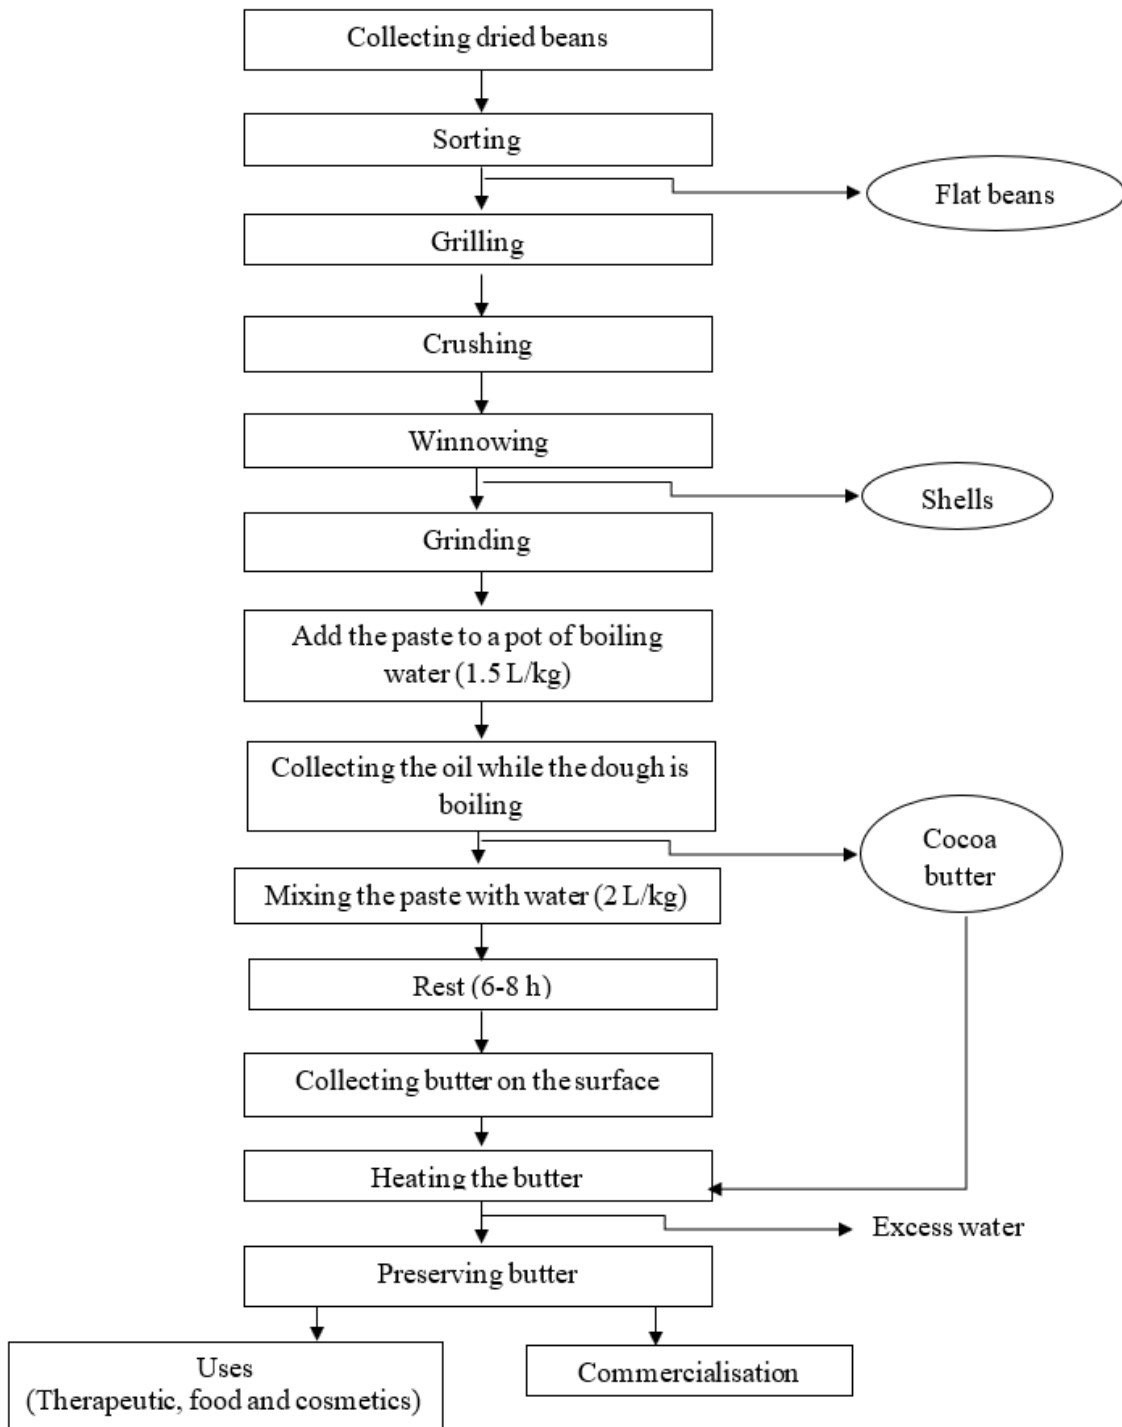 Collecting dried beans
Sorting
Flat beans
Grilling
Crushing
Winnowing
Shells
Grinding
Add the paste to a pot of boiling
water (1.5 L/kg)
Collecting the oil while the dough is
boiling
Cocoa
butter
Mixing the paste with water (2 L/kg)
Rest (6-8 h)
Collecting butter on the surface
Heating the butter
Excess water
Preserving butter
Uses
(Therapeutic, food and cosmetics)
Commercialisation